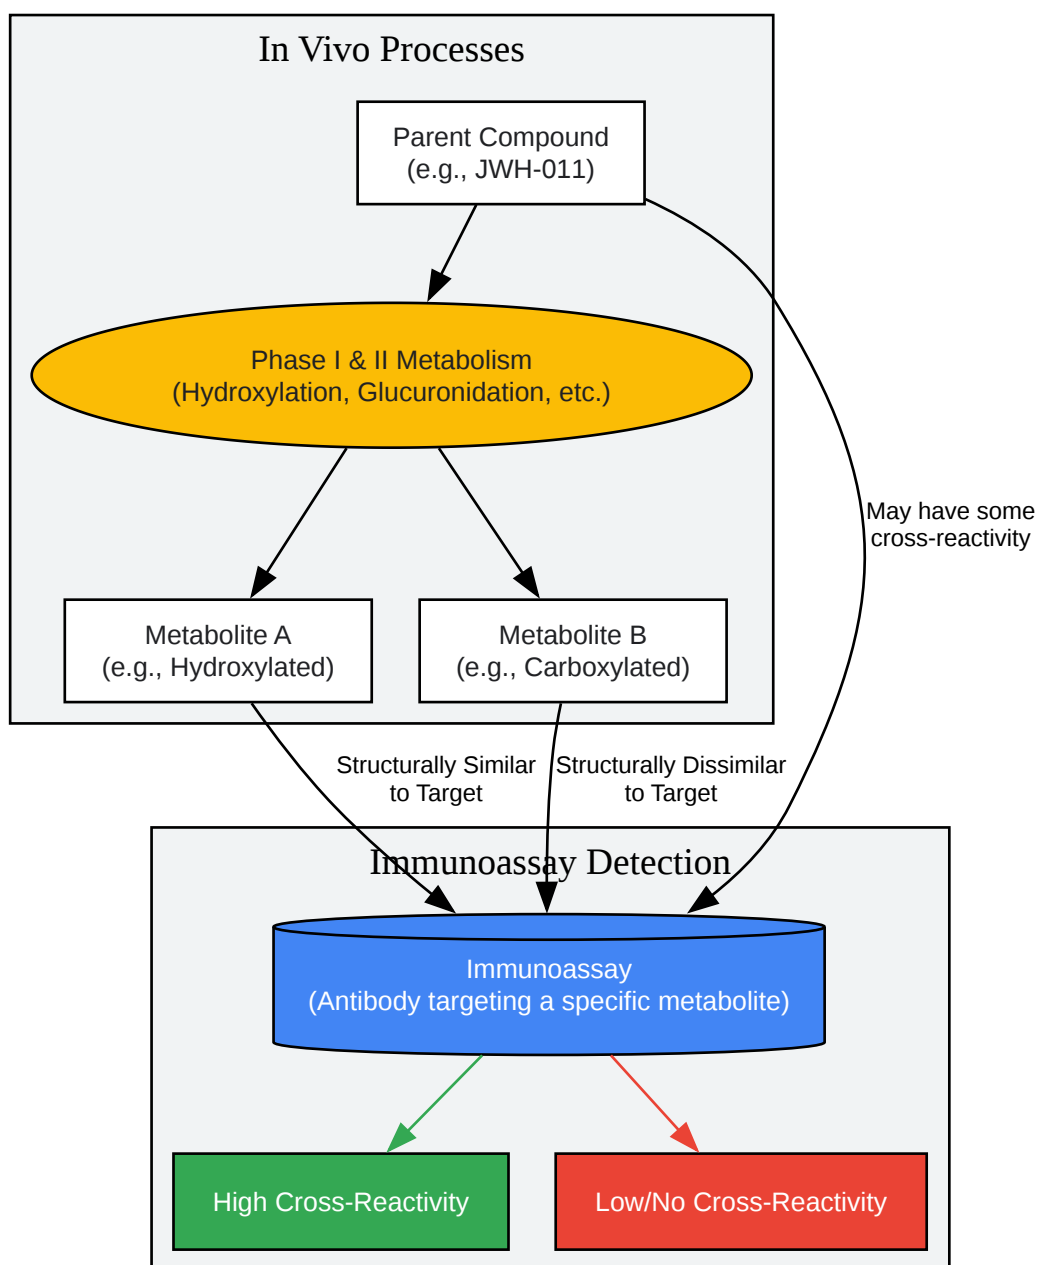 In Vivo Processes
Parent Compound
(e.g., JWH-011)
Phase I & II Metabolism
(Hydroxylation, Glucuronidation, etc.)
May have some
cross-reactivity
Metabolite A
(e.g., Hydroxylated)
Metabolite B
(e.g., Carboxylated)
Structurally Similar
to Target
Structurally Dissimilar
to Target
Immunoassay Detection
Immunoassay
(Antibody targeting a specific metabolite)
High Cross-Reactivity
Low/No Cross-Reactivity